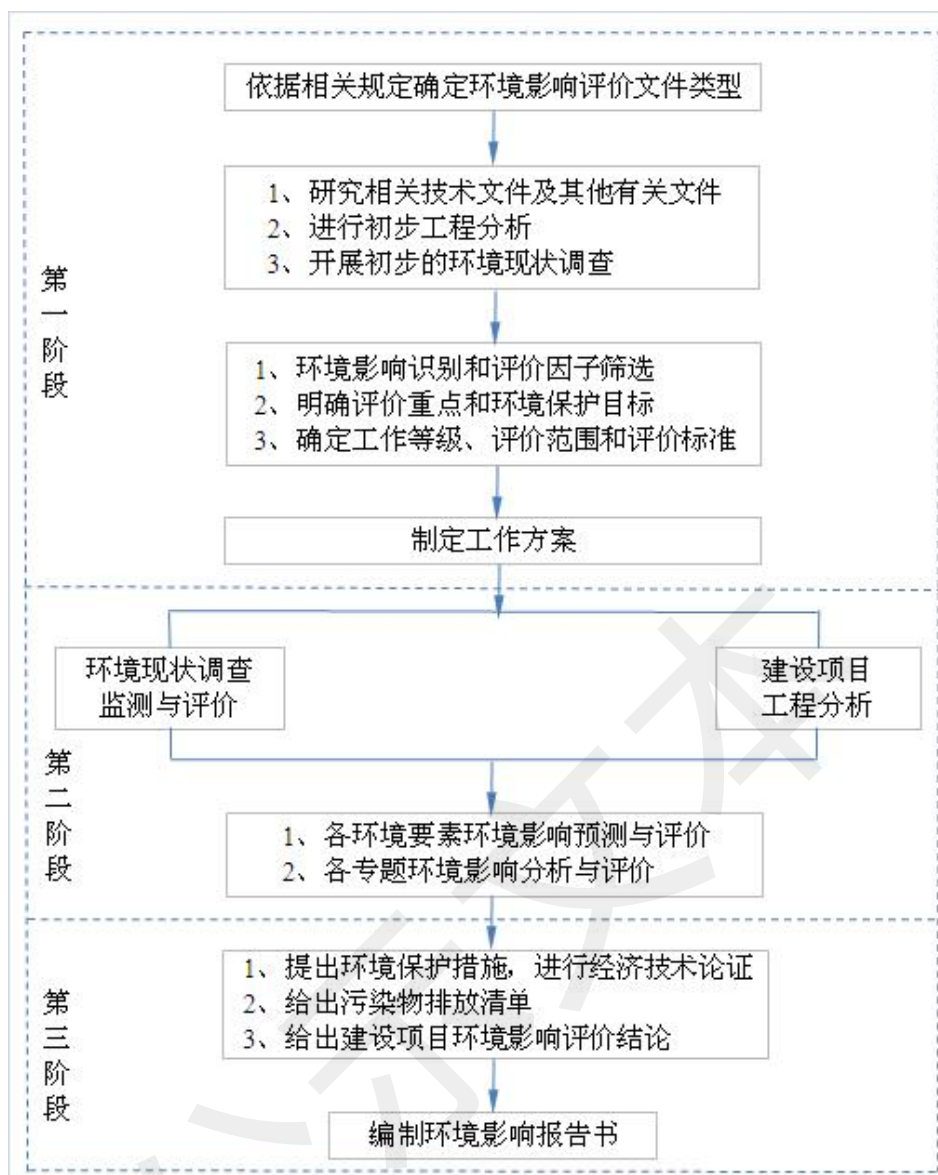 依据相关规定确定环境影响评价文件类型
1、研究相关技术文件及其他有关文件
2、进行初步工程分析
3、开展初步的环境现状调查
第一阶段
1、环境影响识别和评价因子筛选
2、明确评价重点和环境保护目标
3、确定工作等级、评价范围和评价标准
制定工作方案
环境现状调查
监测与评价
建设项目
工程分析
第二阶段
1、各环境要素环境影响预测与评价
2、各专题环境影响分析与评价
第三阶段
1、提出环境保护措施，进行经济技术论证
2、给出污染物排放清单
3、给出建设项目环境影响评价结论
编制环境影响报告书
示文本